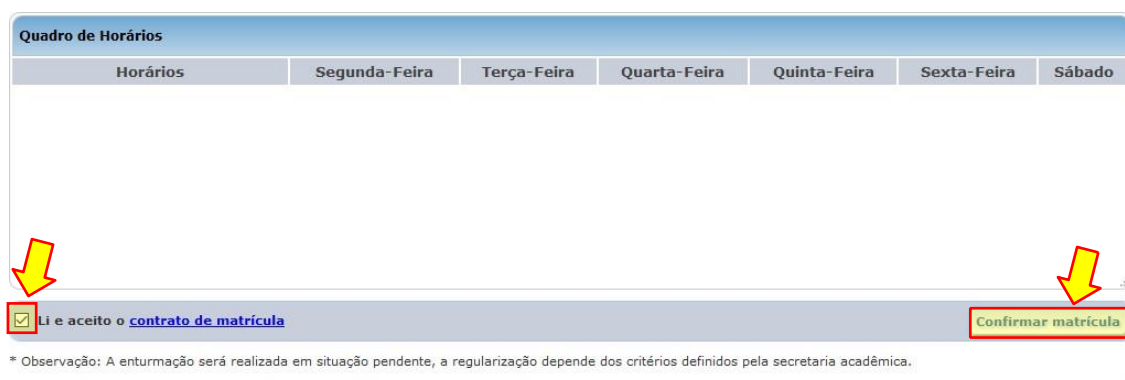 Quadro de Horários
Horários Segunda-Feira Terça-Feira Quarta-Feira Quinta-Feira Sexta-Feira Sábado
Li e aceito o contrato de matrícula Confirmar matrícula
* Observação: A enturmação será realizada em situação pendente, a regularização depende dos critérios definidos pela secretaria acadêmica.